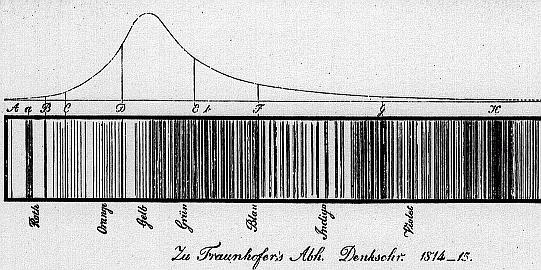 A a B C D E b F G H
Roth Orange Gelb Grün Blau Indigo Violet
Zu Fraunhofer's Abh. Denkschr. 1814_15.